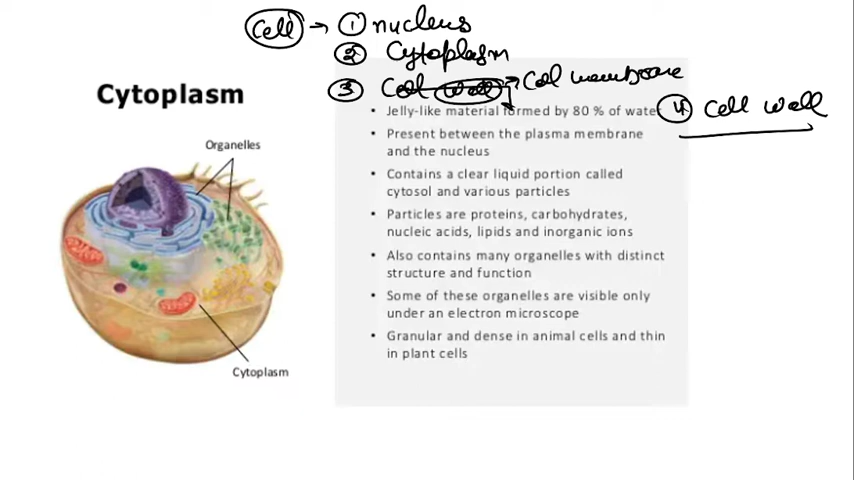 Cell → ① nucleus
② Cytoplasm
③ Cell wall → Cell membrane
④ Cell wall
Cytoplasm
Organelles
Cytoplasm
• Jelly-like material formed by 80 % of water
• Present between the plasma membrane
and the nucleus
• Contains a clear liquid portion called
cytosol and various particles
• Particles are proteins, carbohydrates,
nucleic acids, lipids and inorganic ions
• Also contains many organelles with distinct
structure and function
• Some of these organelles are visible only
under an electron microscope
• Granular and dense in animal cells and thin
in plant cells